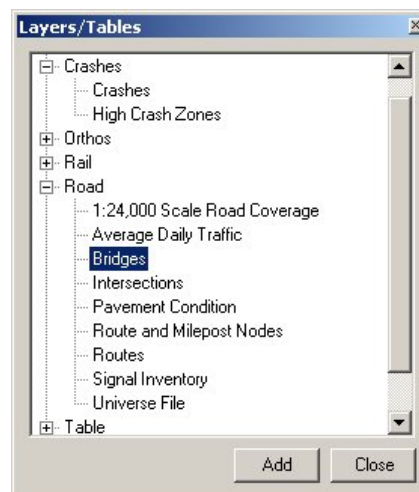 Layers/Tables
Crashes
Crashes
High Crash Zones
Orthos
Rail
Road
1:24,000 Scale Road Coverage
Average Daily Traffic
Bridges
Intersections
Pavement Condition
Route and Milepost Nodes
Routes
Signal Inventory
Universe File
Table
Add Close